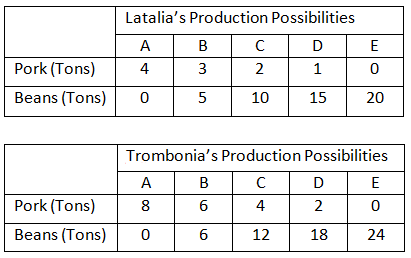 Latalia’s Production Possibilities
A B C D E
Pork (Tons) 4 3 2 1 0
Beans (Tons) 0 5 10 15 20
Trombonia’s Production Possibilities
A B C D E
Pork (Tons) 8 6 4 2 0
Beans (Tons) 0 6 12 18 24